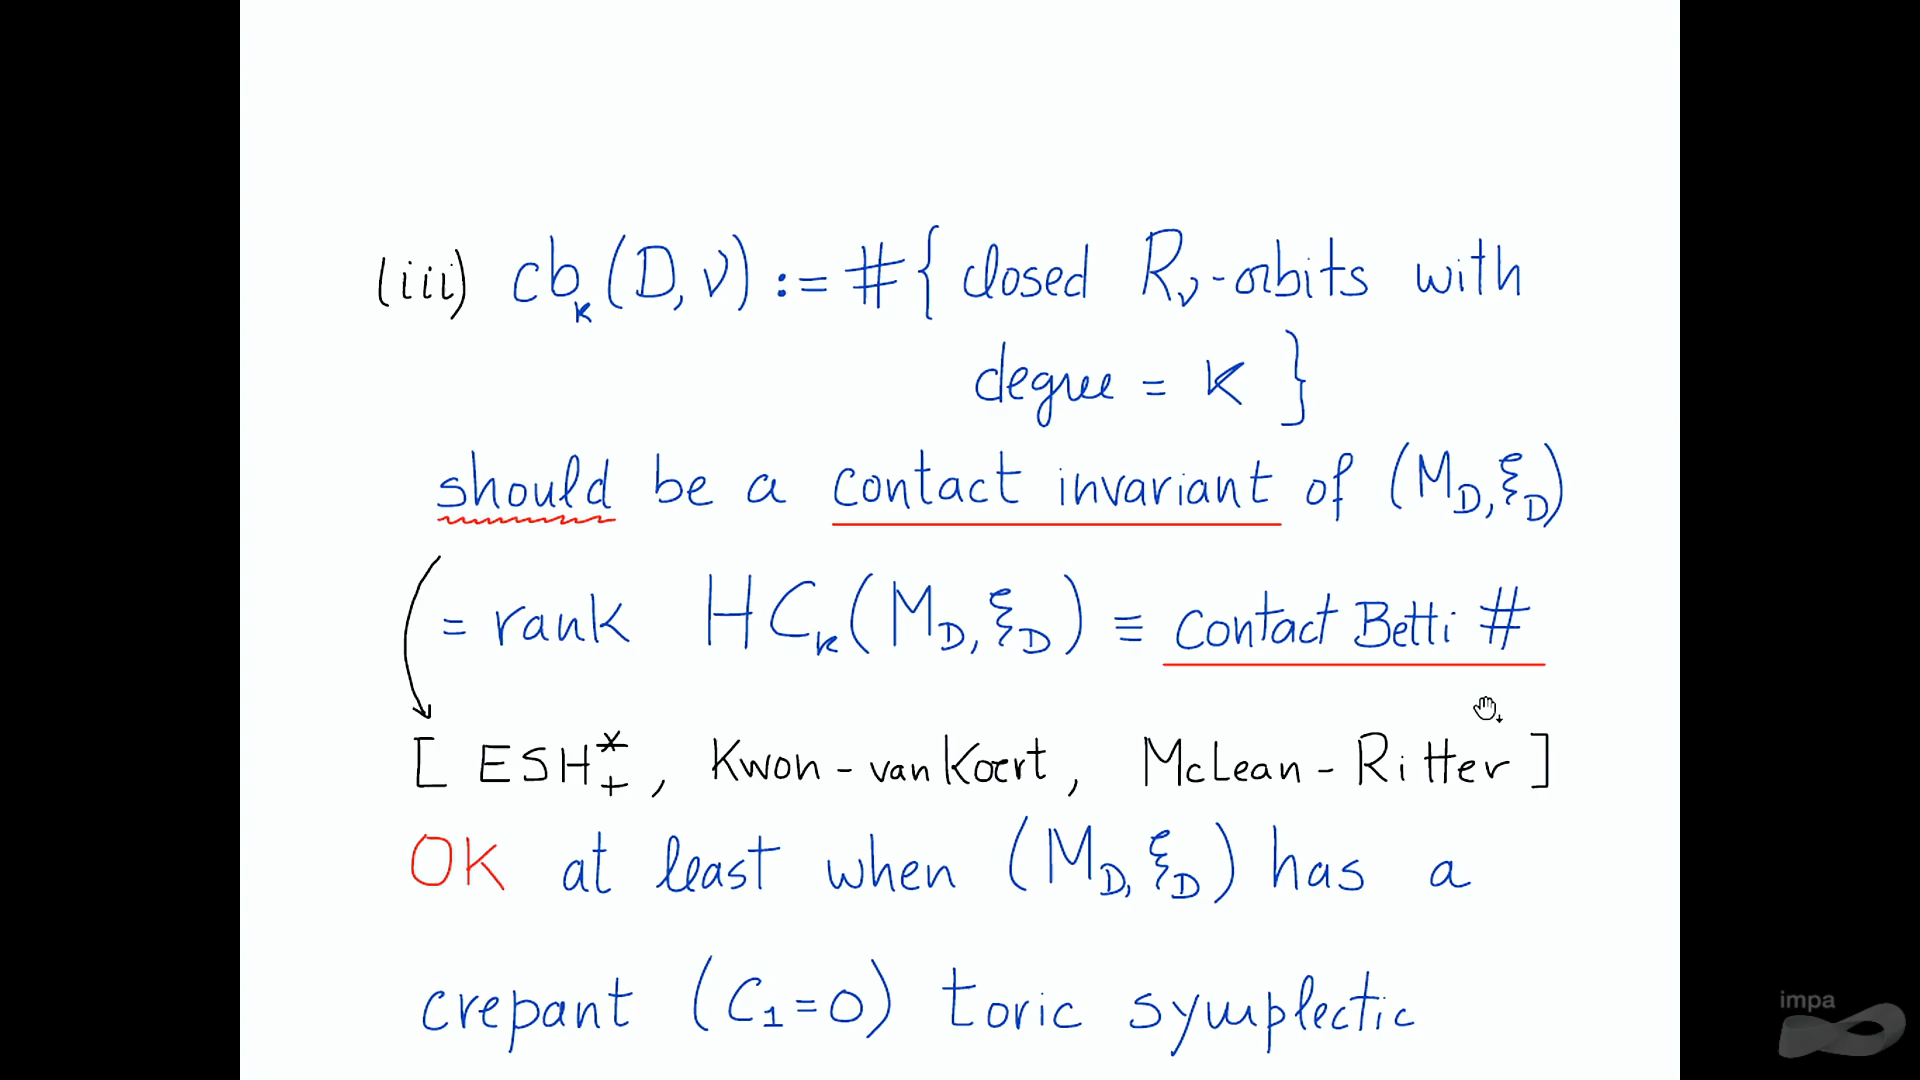 (iii) cb_k (D, ν) := # { closed R_ν-orbits with
degree = k }
should be a contact invariant of (M_D, ξ_D)
= rank HC_k (M_D, ξ_D) ≡ contact Betti #
[ ESH^*_+ , Kwon - van Koert , McLean - Ritter ]
OK at least when (M_D, ξ_D) has a
crepant (C_1 = 0) toric symplectic
impa